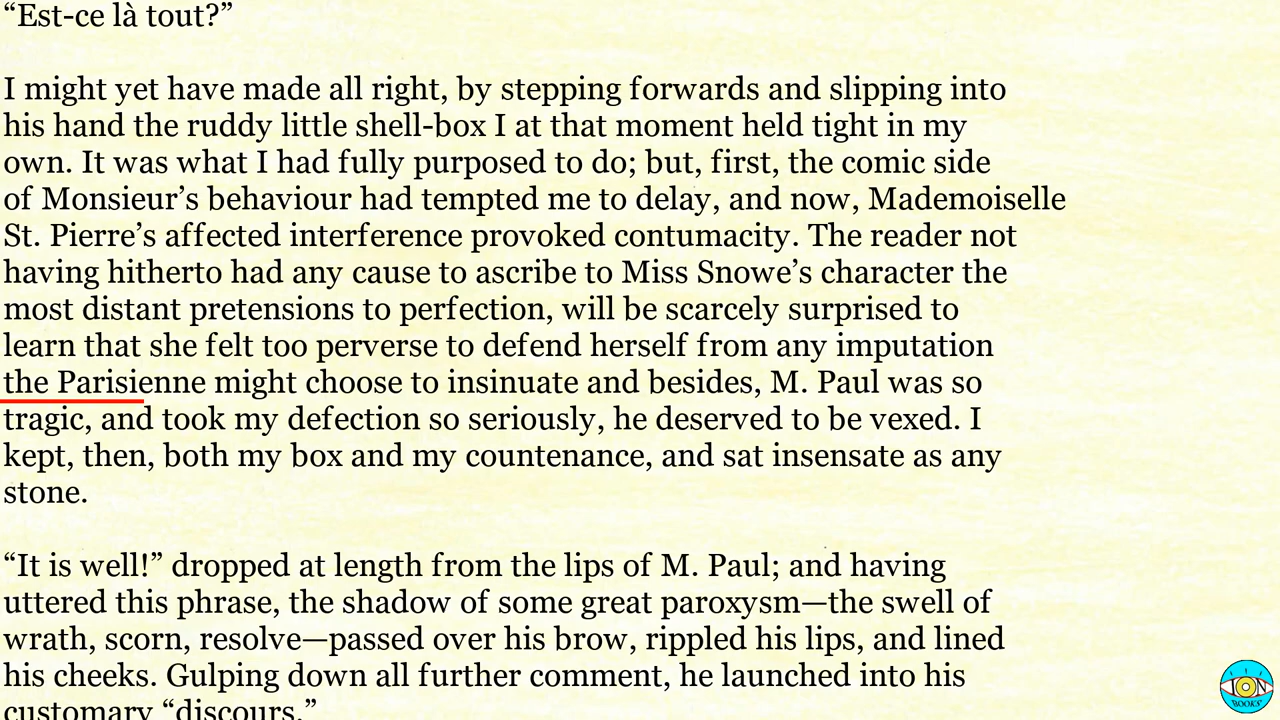 “Est-ce là tout?”
I might yet have made all right, by stepping forwards and slipping into
his hand the ruddy little shell-box I at that moment held tight in my
own. It was what I had fully purposed to do; but, first, the comic side
of Monsieur’s behaviour had tempted me to delay, and now, Mademoiselle
St. Pierre’s affected interference provoked contumacity. The reader not
having hitherto had any cause to ascribe to Miss Snowe’s character the
most distant pretensions to perfection, will be scarcely surprised to
learn that she felt too perverse to defend herself from any imputation
the Parisienne might choose to insinuate and besides, M. Paul was so
tragic, and took my defection so seriously, he deserved to be vexed. I
kept, then, both my box and my countenance, and sat insensate as any
stone.
“It is well!” dropped at length from the lips of M. Paul; and having
uttered this phrase, the shadow of some great paroxysm—the swell of
wrath, scorn, resolve—passed over his brow, rippled his lips, and lined
his cheeks. Gulping down all further comment, he launched into his
customary “discours.”
ION
BOOKS